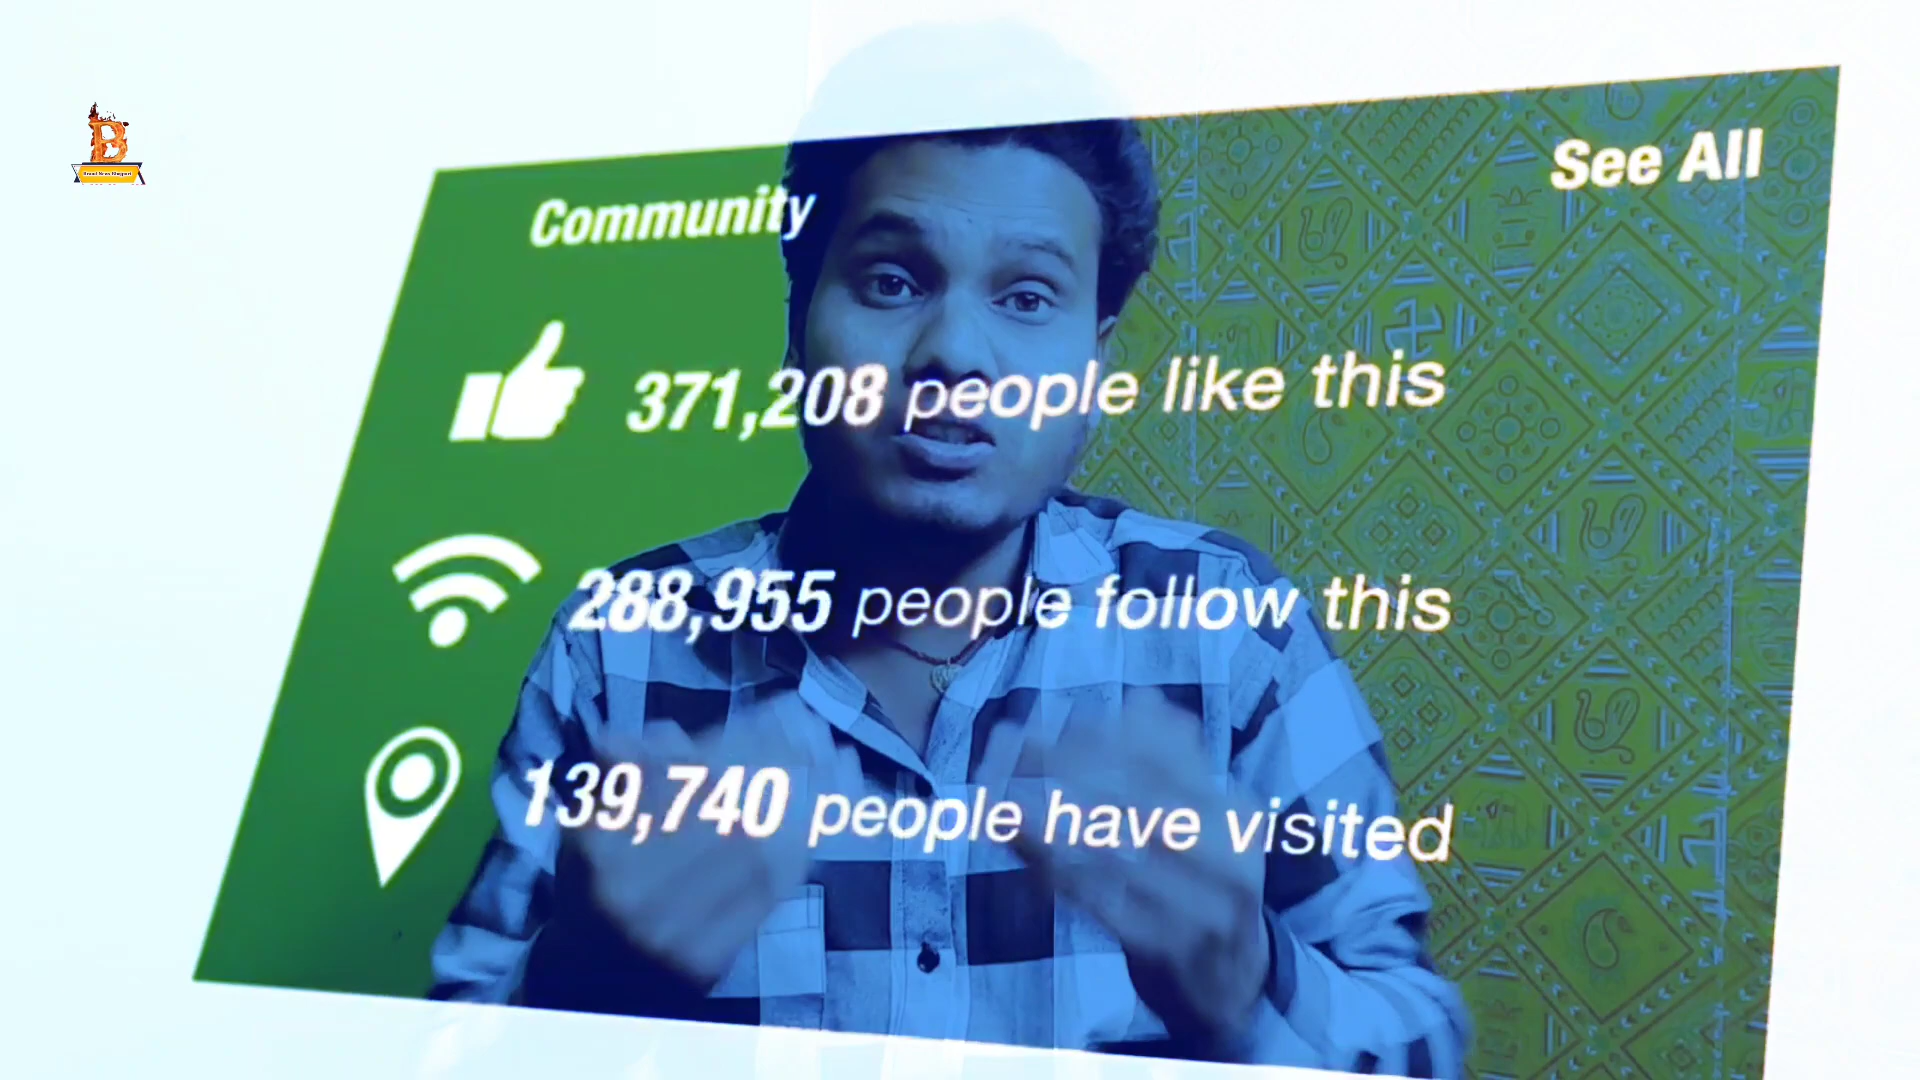 B
Community
See All
371,208 people like this
288,955 people follow this
139,740 people have visited